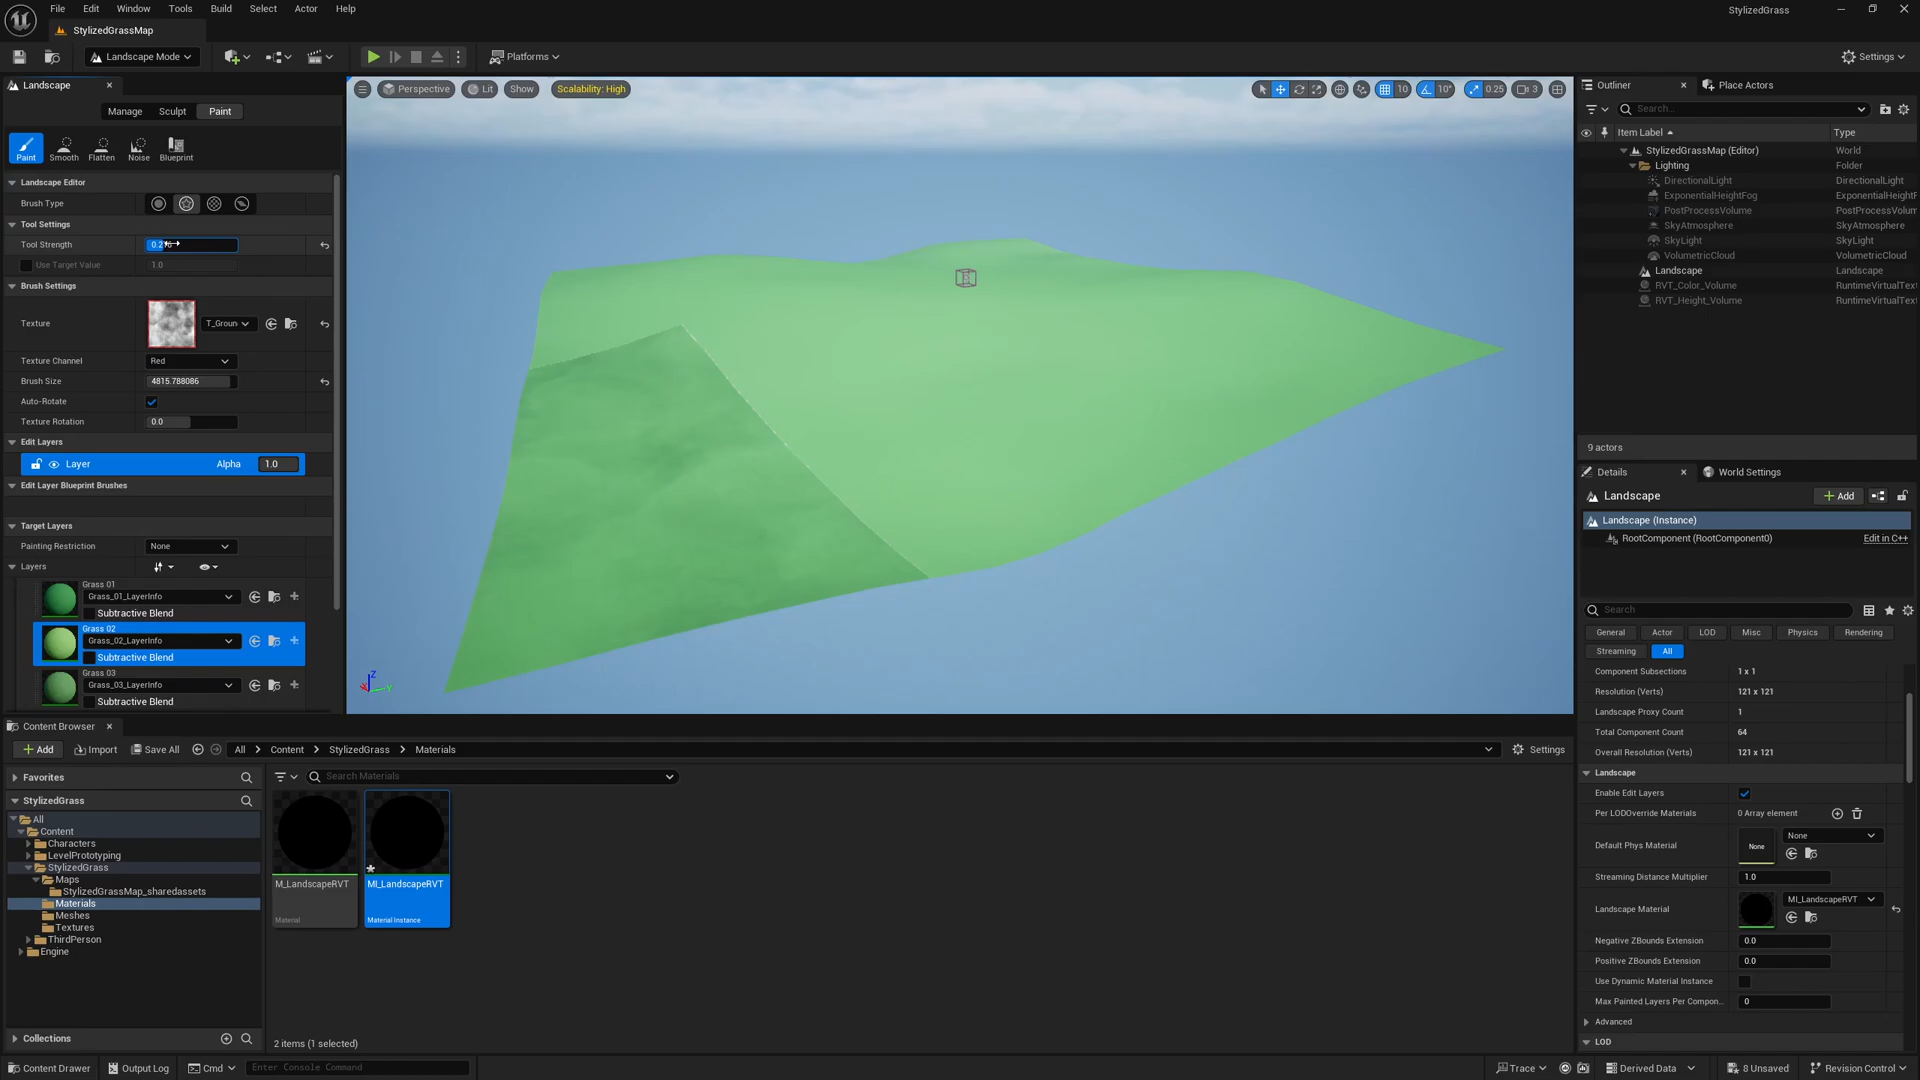 File Edit Window Tools Build Select Actor Help StylizedGrass
StylizedGrassMap
Landscape Mode Platforms Settings
Landscape
Manage Sculpt Paint
Paint Smooth Flatten Noise Blueprint
Landscape Editor
Brush Type
Tool Settings
Tool Strength
Use Target Value 1.0
Brush Settings
Texture T_Groun
Texture Channel Red
Brush Size 4815.788086
Auto-Rotate
Texture Rotation 0.0
Edit Layers
Layer Alpha 1.0
Edit Layer Blueprint Brushes
Target Layers
Painting Restriction None
Layers
Grass 01
Grass_01_LayerInfo
Subtractive Blend
Grass 02
Grass_02_LayerInfo
Subtractive Blend
Grass 03
Grass_03_LayerInfo
Subtractive Blend
Perspective Lit Show Scalability: High 10 10° 0.25 3
Z
Y
Outliner Place Actors
Search...
Item Label Type
StylizedGrassMap (Editor) World
Lighting Folder
DirectionalLight DirectionalLight
ExponentialHeightFog ExponentialHeightF
PostProcessVolume PostProcessVolum
SkyAtmosphere SkyAtmosphere
SkyLight SkyLight
VolumetricCloud VolumetricCloud
Landscape Landscape
RVT_Color_Volume RuntimeVirtualText
RVT_Height_Volume RuntimeVirtualText
9 actors
Details World Settings
Landscape Add
Landscape (Instance)
RootComponent (RootComponent0) Edit in C++
Search
General Actor LOD Misc Physics Rendering
Streaming All
Component Subsections 1 x 1
Resolution (Verts) 121 x 121
Landscape Proxy Count 1
Total Component Count 64
Overall Resolution (Verts) 121 x 121
Landscape
Enable Edit Layers
Per LODOverride Materials 0 Array element
Default Phys Material None None
Streaming Distance Multiplier 1.0
Landscape Material MI_LandscapeRVT
Negative ZBounds Extension 0.0
Positive ZBounds Extension 0.0
Use Dynamic Material Instance
Max Painted Layers Per Compon... 0
Advanced
LOD
Content Browser
Add Import Save All All Content StylizedGrass Materials Settings
Favorites
StylizedGrass
All
Content
Characters
LevelPrototyping
StylizedGrass
Maps
StylizedGrassMap_sharedassets
Materials
Meshes
Textures
ThirdPerson
Engine
Collections
Search Materials
M_LandscapeRVT
Material
MI_LandscapeRVT
Material Instance
2 items (1 selected)
Content Drawer Output Log Cmd Enter Console Command Trace Derived Data 8 Unsaved Revision Control